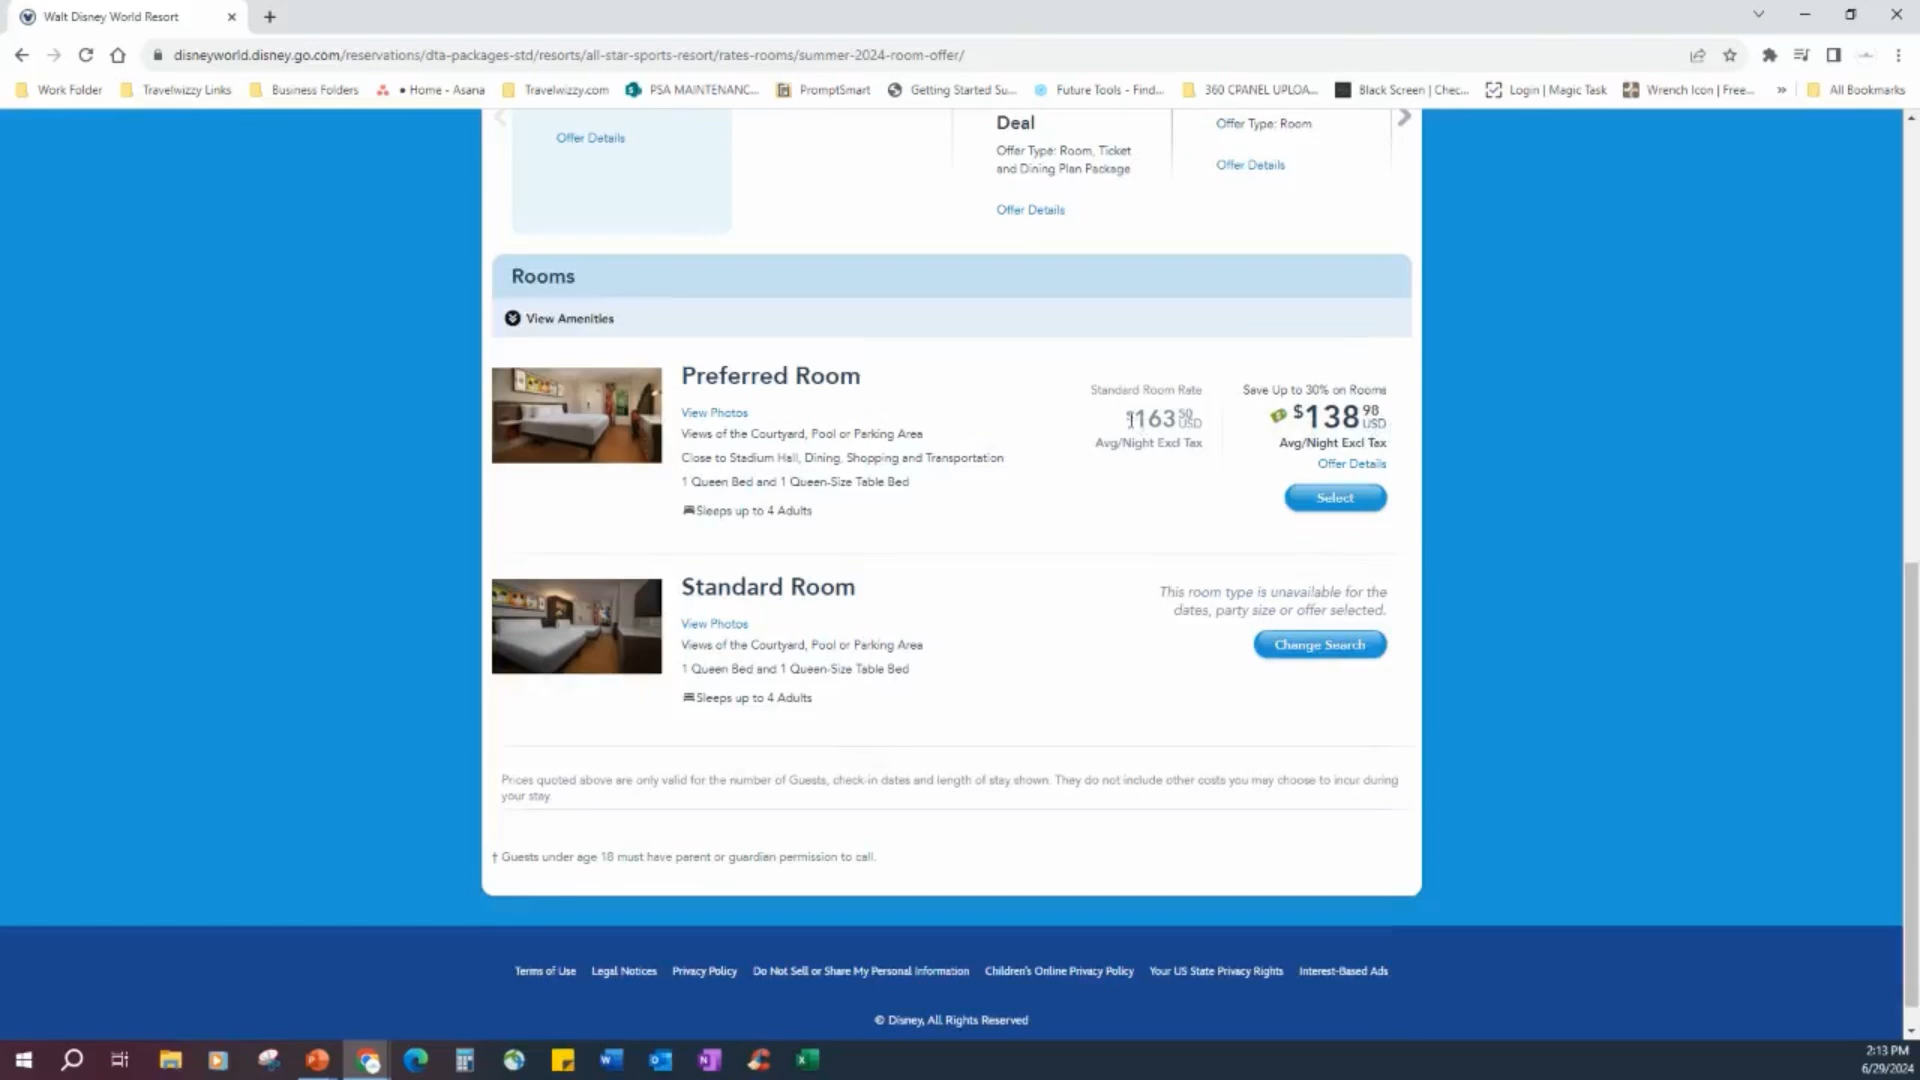 Walt Disney World Resort
disneyworld.disney.go.com/reservations/dta-packages-std/resorts/all-star-sports-resort/rates-rooms/summer-2024-room-offer/
Work Folder
Travelwizzy Links
Business Folders
• Home - Asana
Travelwizzy.com
PSA MAINTENANC...
PromptSmart
Getting Started Su...
Future Tools - Find...
360 CPANEL UPLOA...
Black Screen | Chec...
Login | Magic Task
Wrench Icon | Free...
»
All Bookmarks
Offer Details
Deal
Offer Type: Room, Ticket
and Dining Plan Package
Offer Details
Offer Type: Room
Offer Details
Rooms
View Amenities
Preferred Room
View Photos
Views of the Courtyard, Pool or Parking Area
Close to Stadium Hall, Dining, Shopping and Transportation
1 Queen Bed and 1 Queen-Size Table Bed
Sleeps up to 4 Adults
Standard Room Rate
$163 50 USD
Avg/Night Excl Tax
Save Up to 30% on Rooms
$138 98 USD
Avg/Night Excl Tax
Offer Details
Select
Standard Room
View Photos
Views of the Courtyard, Pool or Parking Area
1 Queen Bed and 1 Queen-Size Table Bed
Sleeps up to 4 Adults
This room type is unavailable for the
dates, party size or offer selected.
Change Search
Prices quoted above are only valid for the number of Guests, check-in dates and length of stay shown. They do not include other costs you may choose to incur during
your stay
† Guests under age 18 must have parent or guardian permission to call.
Terms of Use Legal Notices Privacy Policy Do Not Sell or Share My Personal Information Children's Online Privacy Policy Your US State Privacy Rights Interest-Based Ads
© Disney, All Rights Reserved
2:13 PM
6/29/2024